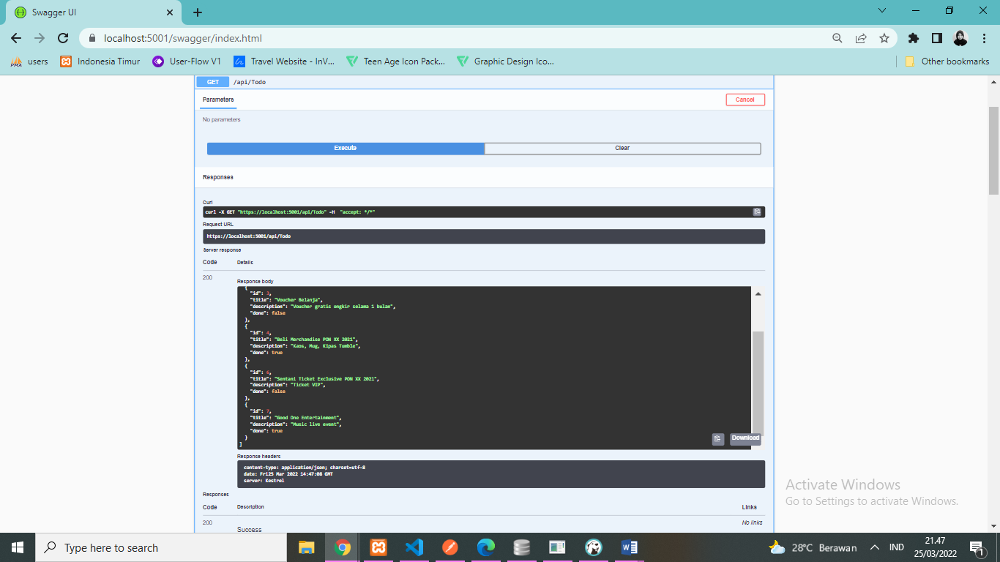 Swagger UI
localhost:5001/swagger/index.html
users
Indonesia Timur
User-Flow V1
Travel Website - InV...
Teen Age Icon Pack...
Graphic Design Ico...
Other bookmarks
GET /api/Todo
Parameters
Cancel
No parameters
Execute
Clear
Responses
Curl
curl -X GET "https://localhost:5001/api/Todo" -H "accept: */*"
Request URL
https://localhost:5001/api/Todo
Server response
Code Details
200
Response body
{
"id": 3,
"title": "Voucher Belanja",
"description": "Voucher gratis ongkir selama 1 bulan",
"done": false
},
{
"id": 4,
"title": "Beli Merchandise PON XX 2021",
"description": "Kaos, Mug, Kipas Tumble",
"done": true
},
{
"id": 6,
"title": "Sentani Ticket Exclusive PON XX 2021",
"description": "Ticket VIP",
"done": false
},
{
"id": 7,
"title": "Good One Entertainment",
"description": "Music live event",
"done": true
}
]
Download
Response headers
content-type: application/json; charset=utf-8
date: Fri25 Mar 2022 14:47:08 GMT
server: Kestrel
Responses
Code Description Links
200 No links
Success
Activate Windows
Go to Settings to activate Windows.
Type here to search
28°C Berawan
IND
21.47
25/03/2022
1